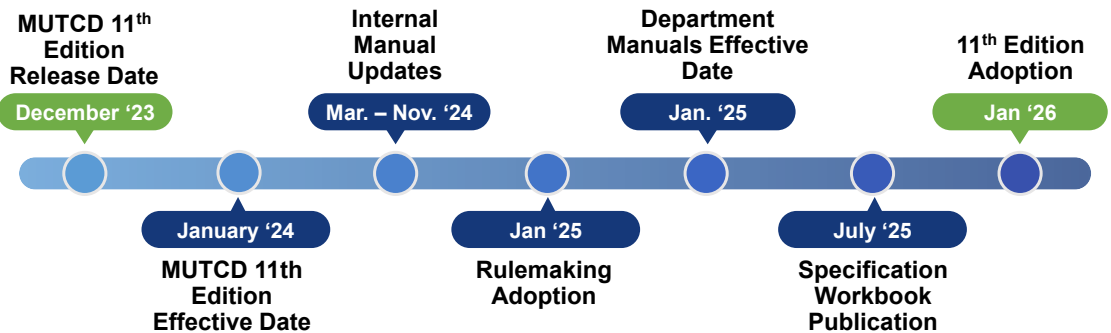 MUTCD 11th
Edition
Release Date
December ‘23
January ‘24
MUTCD 11th
Edition
Effective Date
Internal
Manual
Updates
Mar. – Nov. ‘24
Jan ‘25
Rulemaking
Adoption
Department
Manuals Effective
Date
Jan. ‘25
July ‘25
Specification
Workbook
Publication
11th Edition
Adoption
Jan ‘26